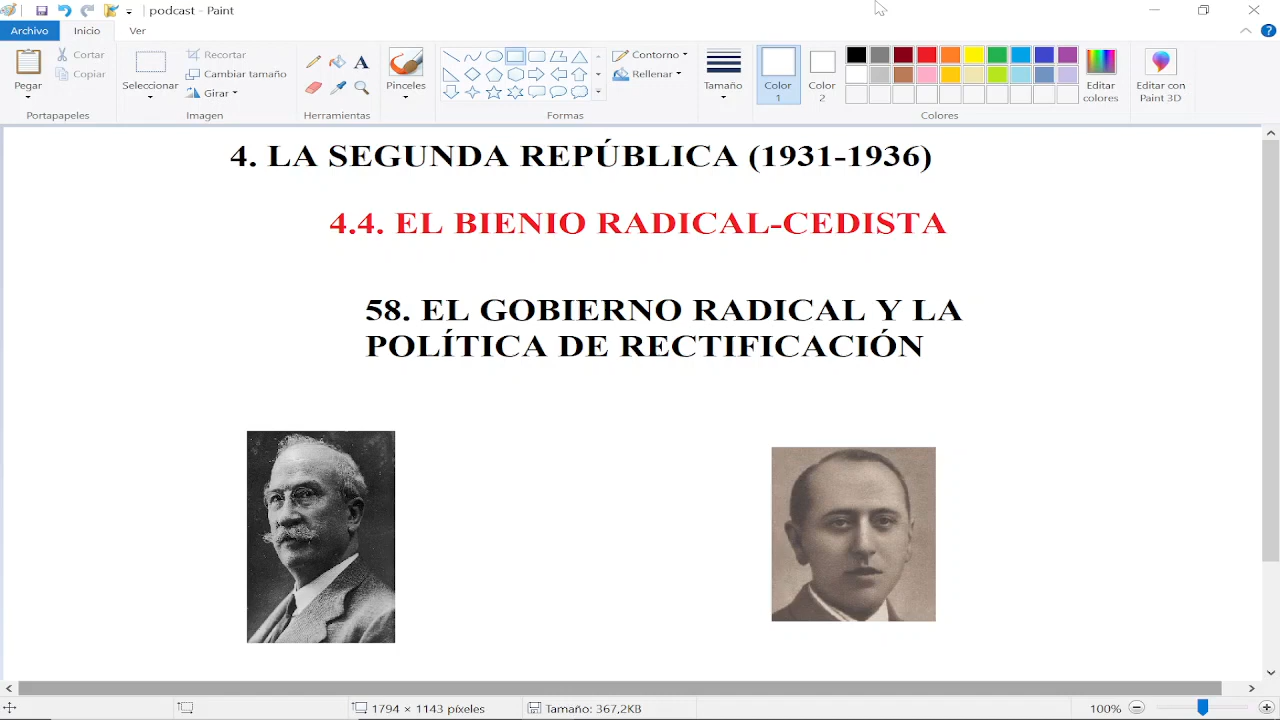 podcast - Paint
Archivo Inicio Ver
Pegar
Cortar
Copiar
Portapapeles
Seleccionar
Recortar
Cambiar tamaño
Girar
Imagen
A
Herramientas
Pinceles
Contorno
Rellenar
Formas
Tamaño
Color 1
Color 2
Editar colores
Editar con Paint 3D
Colores
4. LA SEGUNDA REPÚBLICA (1931-1936)
4.4. EL BIENIO RADICAL-CEDISTA
58. EL GOBIERNO RADICAL Y LA
POLÍTICA DE RECTIFICACIÓN
1794 × 1143 píxeles Tamaño: 367,2KB 100%